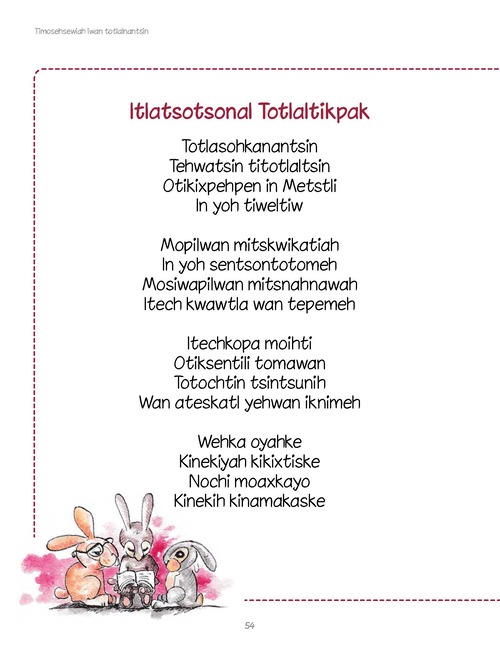 Timosehsewiah iwan totlalnantsin
Itlatsotsonal Totlaltikpak
Totlasohkanantsin
Tehwatsin titotlaltsin
Otikixpehpen in Metstli
In yoh tiweltiw
Mopilwan mitskwikatiah
In yoh sentsontotomeh
Mosiwapilwan mitsnahnawah
Itech kwawtla wan tepemeh
Itechkopa moihti
Otiksentili tomawan
Totochtin tsintsunih
Wan ateskatl yehwan iknimeh
Wehka oyahke
Kinekiyah kikixtiske
Nochi moaxkayo
Kinekih kinamakaske
54